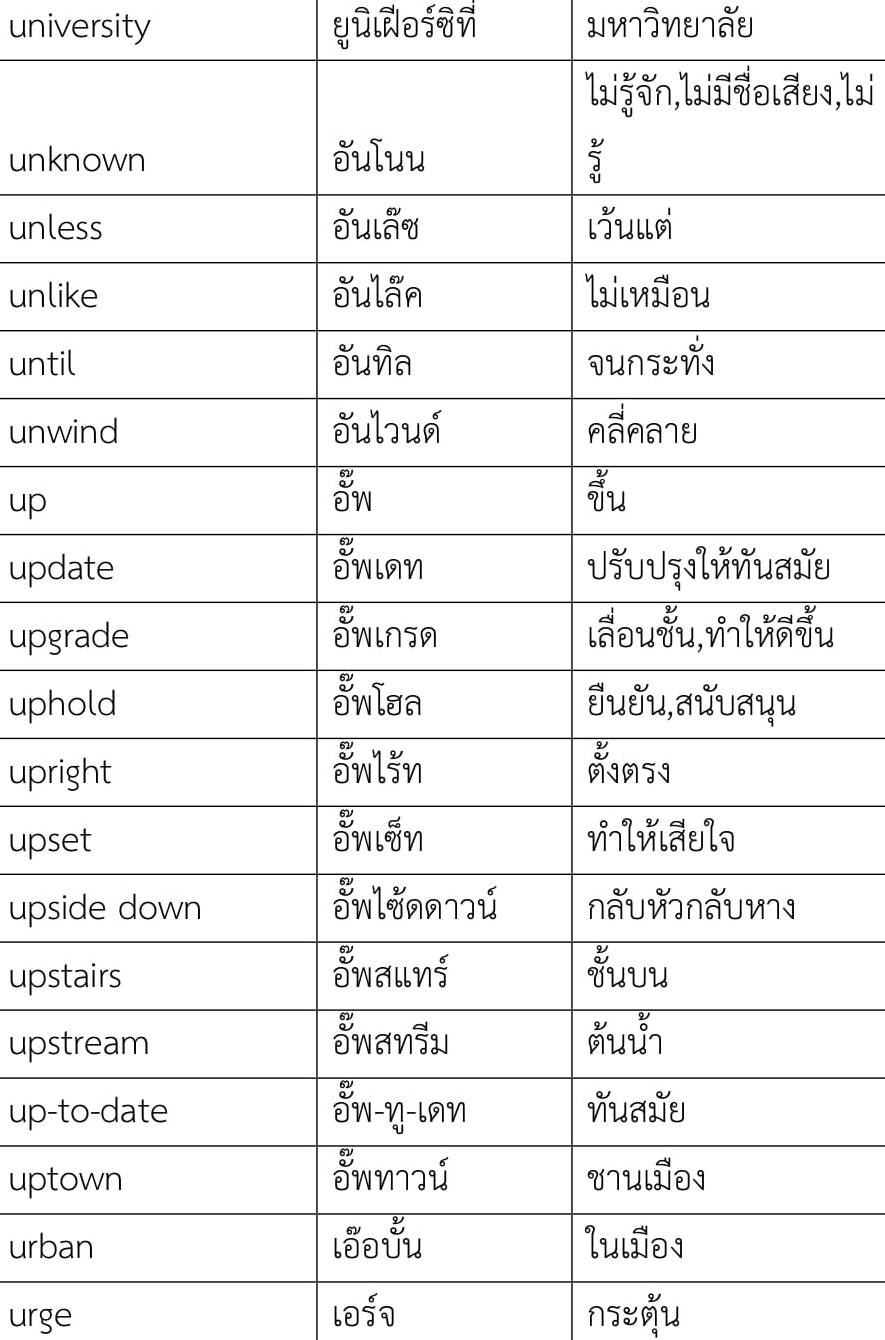 university ยูนิเฝีอร์ซิที่ มหาวิทยาลัย
ไม่รู้จัก,ไม่มีชื่อเสียง,ไม่
unknown อันโนน รู้
unless อันเล๊ซ เว้นแต่
unlike อันไล๊ค ไม่เหมือน
until อันทิล จนกระทั่ง
unwind อันไวนด์ คลี่คลาย
up อั๊พ ขึ้น
update อั๊พเดท ปรับปรุงให้ทันสมัย
upgrade อั๊พเกรด เลื่อนชั้น,ทำให้ดีขึ้น
uphold อั๊พโฮล ยืนยัน,สนับสนุน
upright อั๊พไร้ท ตั้งตรง
upset อั๊พเซ็ท ทำให้เสียใจ
upside down อั๊พไซ้ดดาวน์ กลับหัวกลับหาง
upstairs อั๊พสแทร์ ชั้นบน
upstream อั๊พสทรีม ต้นน้ำ
up-to-date อั๊พ-ทู-เดท ทันสมัย
uptown อั๊พทาวน์ ชานเมือง
urban เอ๊อบั้น ในเมือง
urge เอร์จ กระตุ้น